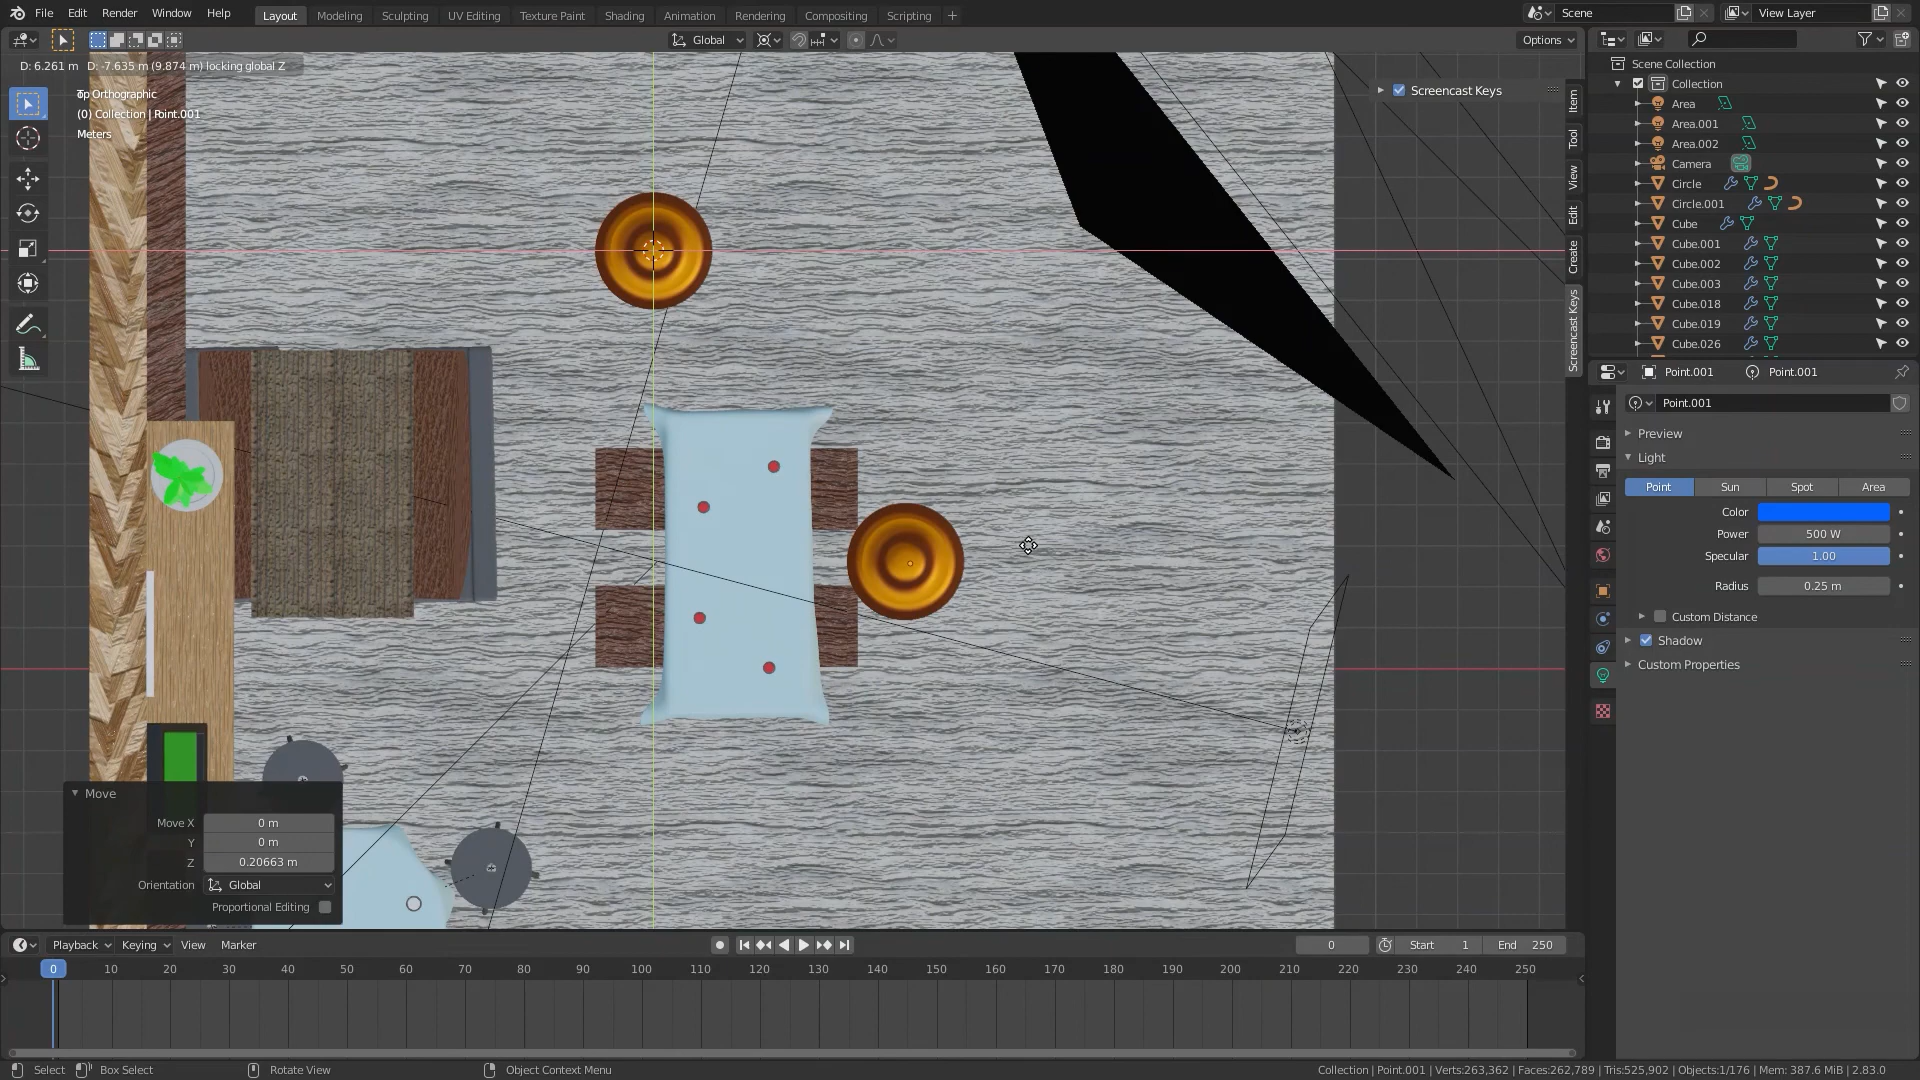 File Edit Render Window Help
Layout Modeling Sculpting UV Editing Texture Paint Shading Animation Rendering Compositing Scripting +
Scene View Layer
Global Options
D: 6.261 m D: -7.635 m (9.874 m) locking global Z
Top Orthographic
(0) Collection | Point.001
Meters
Screencast Keys
Item
Tool
View
Edit
Create
Screencast Keys
Scene Collection
Collection
Area
Area.001
Area.002
Camera
Circle
Circle.001
Cube
Cube.001
Cube.002
Cube.003
Cube.018
Cube.019
Cube.026
Point.001 Point.001
Point.001
Preview
Light
Point Sun Spot Area
Color
Power 500 W
Specular 1.00
Radius 0.25 m
Custom Distance
Shadow
Custom Properties
Move
Move X 0 m
Y 0 m
Z 0.20663 m
Orientation Global
Proportional Editing
Playback Keying View Marker 0 Start 1 End 250
0 10 20 30 40 50 60 70 80 90 100 110 120 130 140 150 160 170 180 190 200 210 220 230 240 250
Select Box Select Rotate View Object Context Menu Collection | Point.001 | Verts:263,362 | Faces:262,789 | Tris:525,902 | Objects:1/176 | Mem: 387.6 MiB | 2.83.0